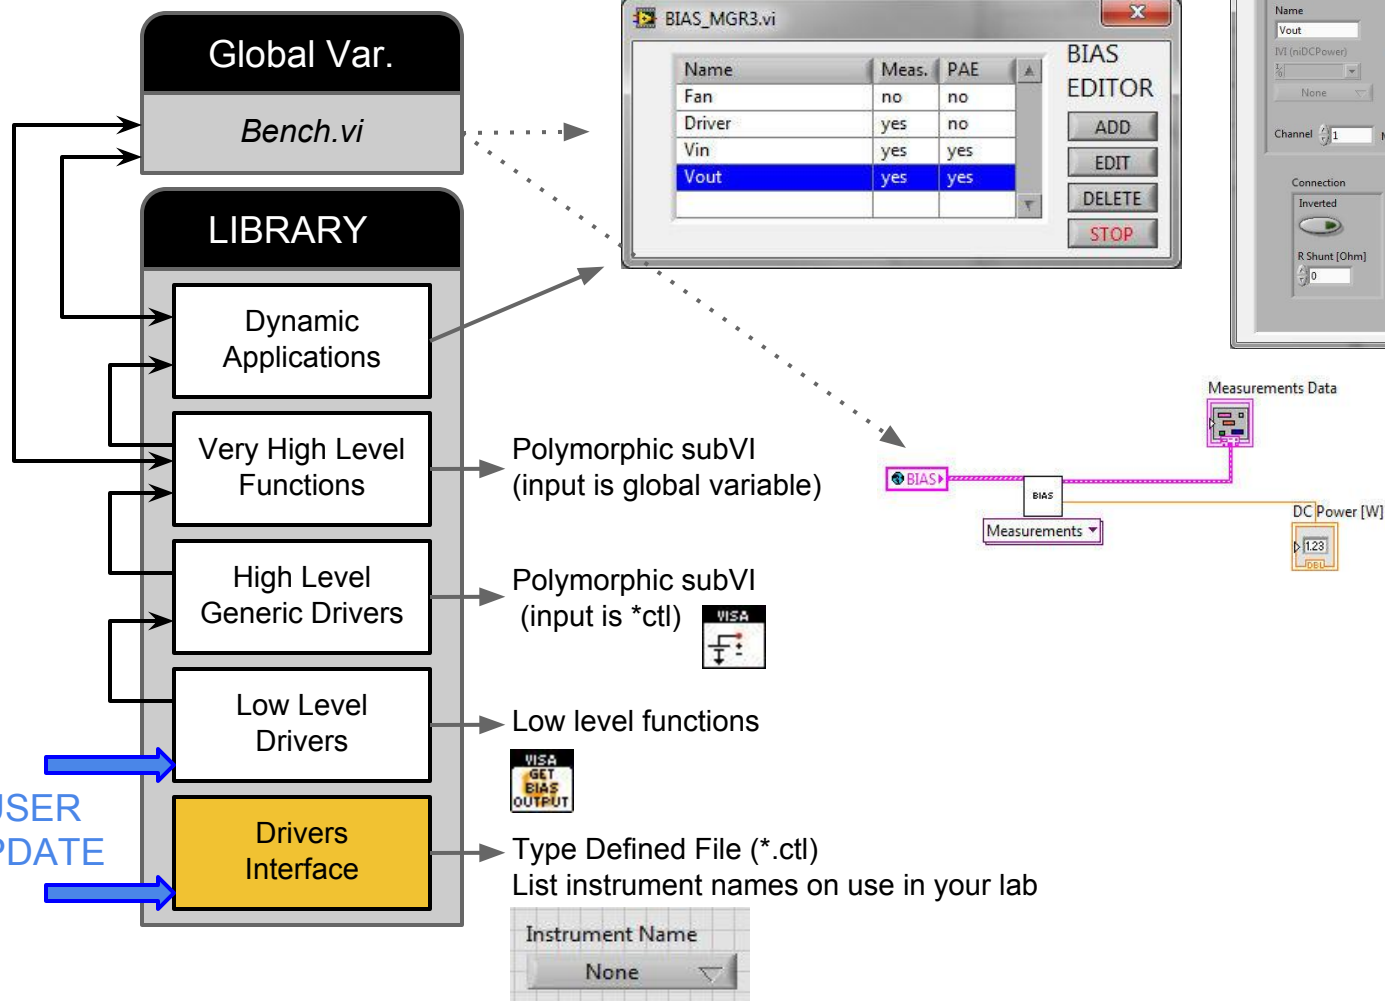 Global Var.
Bench.vi
LIBRARY
Dynamic
Applications
Very High Level
Functions
High Level
Generic Drivers
Low Level
Drivers
Drivers
Interface
USER
UPDATE
BIAS_MGR3.vi
Name Meas. PAE
Fan no no
Driver yes no
Vin yes yes
Vout yes yes
BIAS
EDITOR
ADD
EDIT
DELETE
STOP
Name
Vout
IVI (niDCPower)
None
Channel 1
Connection
Inverted
R Shunt [Ohm]
0
Polymorphic subVI
(input is global variable)
Polymorphic subVI
(input is *ctl)
VISA
Low level functions
VISA
GET
BIAS
OUTPUT
Type Defined File (*.ctl)
List instrument names on use in your lab
Instrument Name
None
Measurements Data
BIAS
BIAS
Measurements
DC Power [W]
1.23
DBL